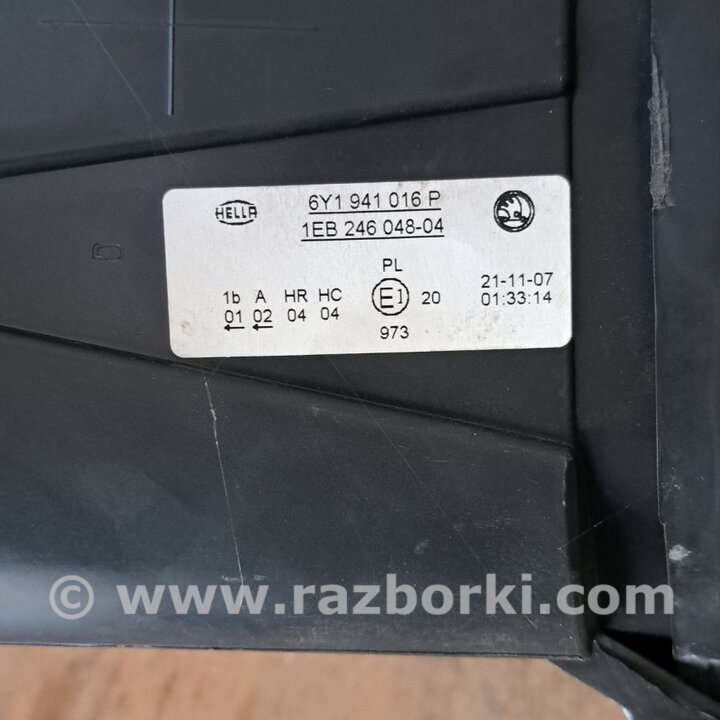 HELLA
6Y1 941 016 P
1EB 246 048-04
PL
1b A HR HC
01 02 04 04
E1 20
973
21-11-07
01:33:14
© www.razborki.com